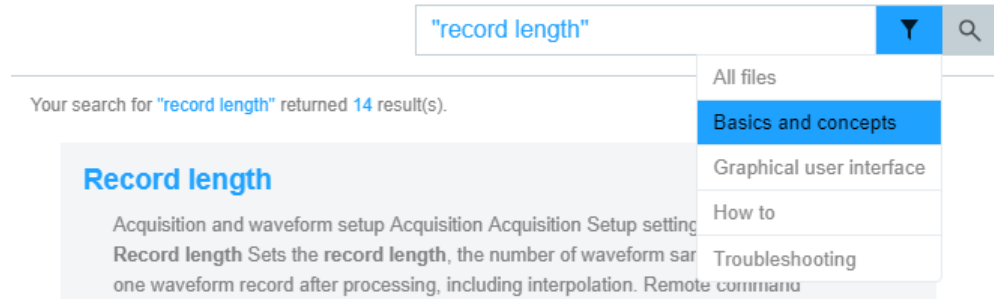 "record length"
All files
Your search for "record length" returned 14 result(s).
Basics and concepts
Graphical user interface
How to
Troubleshooting
Record length
Acquisition and waveform setup Acquisition Acquisition Setup setting
Record length Sets the record length, the number of waveform
one waveform record after processing, including interpolation. Remote command